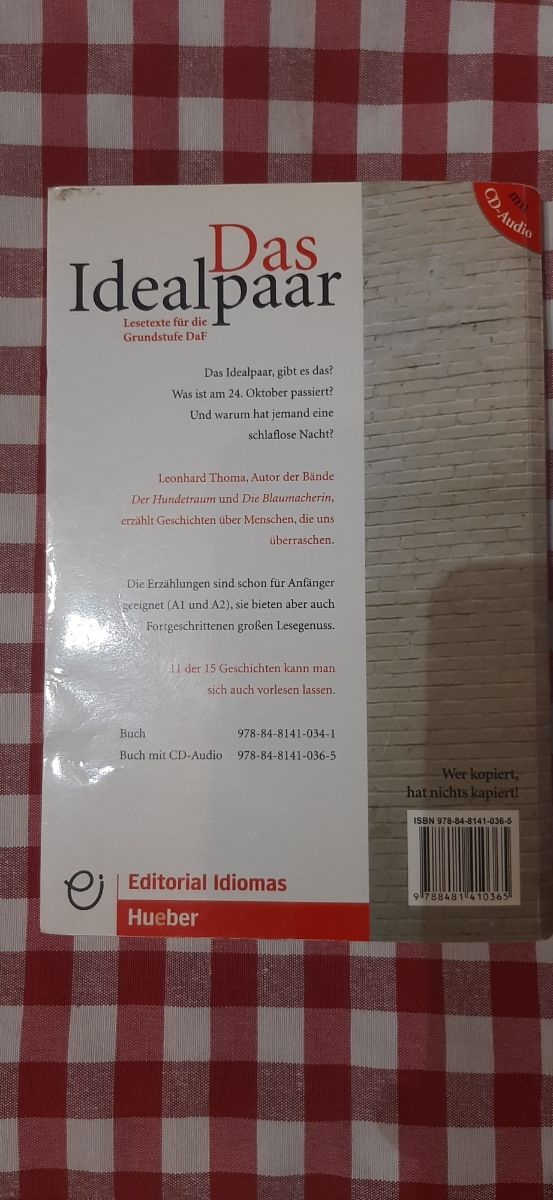 mit
CD-Audio
Das
Idealpaar
Lesetexte für die
Grundstufe DaF
Das Idealpaar, gibt es das?
Was ist am 24. Oktober passiert?
Und warum hat jemand eine
schlaflose Nacht?
Leonhard Thoma, Autor der Bände
Der Hundetraum und Die Blaumacherin,
erzählt Geschichten über Menschen, die uns
überraschen.
Die Erzählungen sind schon für Anfänger
geeignet (A1 und A2), sie bieten aber auch
Fortgeschrittenen großen Lesegenuss.
11 der 15 Geschichten kann man
sich auch vorlesen lassen.
Buch 978-84-8141-034-1
Buch mit CD-Audio 978-84-8141-036-5
Wer kopiert,
hat nichts kapiert!
ISBN 978-84-8141-036-5
9 788481 410365
ej
Editorial Idiomas
Hueber